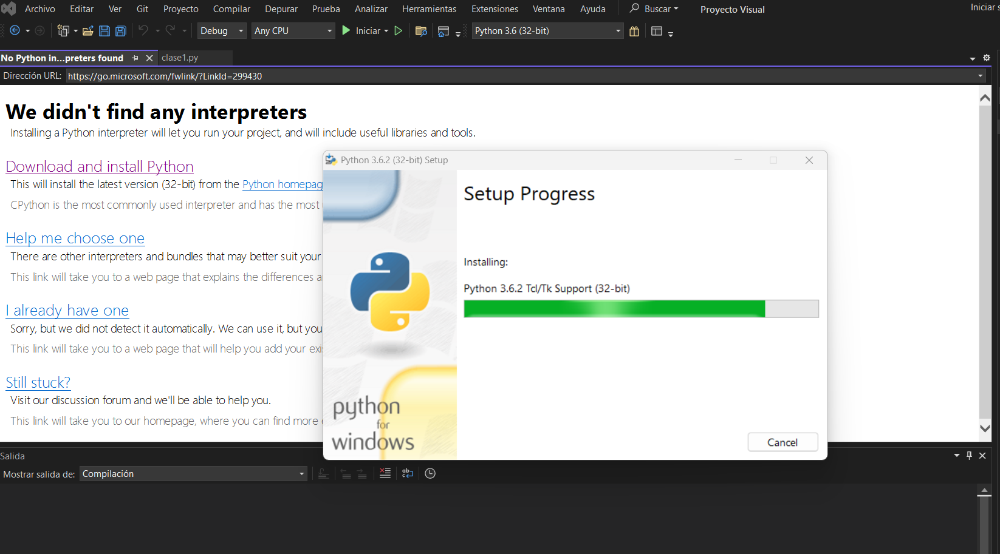 Archivo Editar Ver Git Proyecto Compilar Depurar Prueba Analizar Herramientas Extensiones Ventana Ayuda Buscar Proyecto Visual Iniciar s
Debug Any CPU Iniciar Python 3.6 (32-bit)
No Python in...preters found clase1.py
Dirección URL: https://go.microsoft.com/fwlink/?LinkId=299430
We didn't find any interpreters
Installing a Python interpreter will let you run your project, and will include useful libraries and tools.
Download and install Python
This will install the latest version (32-bit) from the Python homepag
CPython is the most commonly used interpreter and has the most
Help me choose one
There are other interpreters and bundles that may better suit your
This link will take you to a web page that explains the differences a
I already have one
Sorry, but we did not detect it automatically. We can use it, but you
This link will take you to a web page that will help you add your exi
Still stuck?
Visit our discussion forum and we'll be able to help you.
This link will take you to our homepage, where you can find more
Python 3.6.2 (32-bit) Setup
Setup Progress
Installing:
Python 3.6.2 Tcl/Tk Support (32-bit)
python
for
windows
Cancel
Salida
Mostrar salida de: Compilación